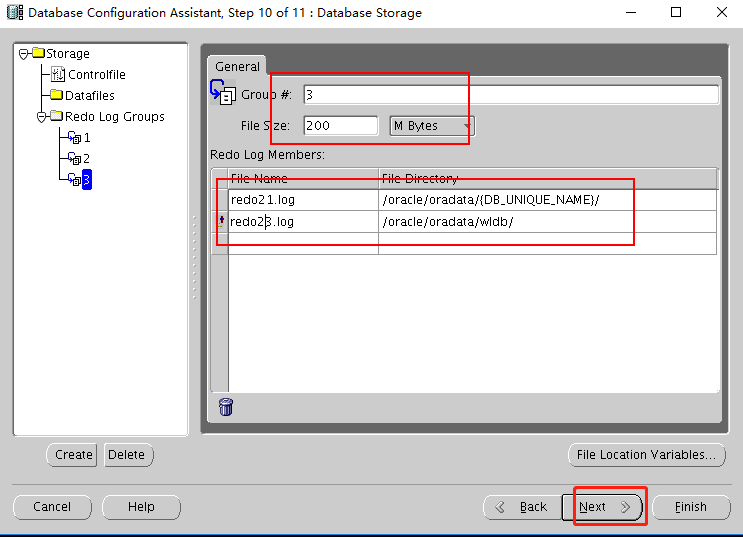 Database Configuration Assistant, Step 10 of 11 : Database Storage
Storage
Controlfile
Datafiles
Redo Log Groups
1
2
3
General
Group #: 3
File Size: 200 M Bytes
Redo Log Members:
File Name File Directory
redo21.log /oracle/oradata/{DB_UNIQUE_NAME}/
redo23.log /oracle/oradata/wldb/
Create Delete File Location Variables...
Cancel Help Back Next Finish